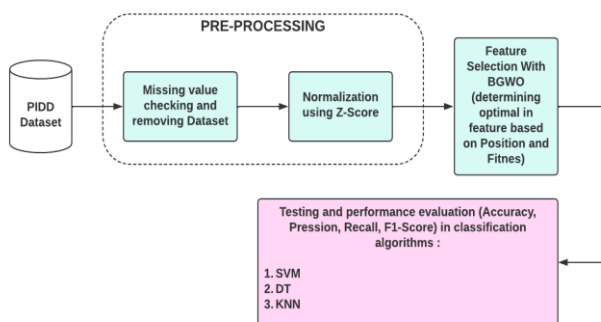 PRE-PROCESSING
PIDD
Dataset
Missing value
checking and
removing Dataset
Normalization
using Z-Score
Feature
Selection With
BGWO
(determining
optimal in
feature based
on Position and
Fitnes)
Testing and performance evaluation (Accuracy,
Pression, Recall, F1-Score) in classification
algorithms :
1. SVM
2. DT
3. KNN